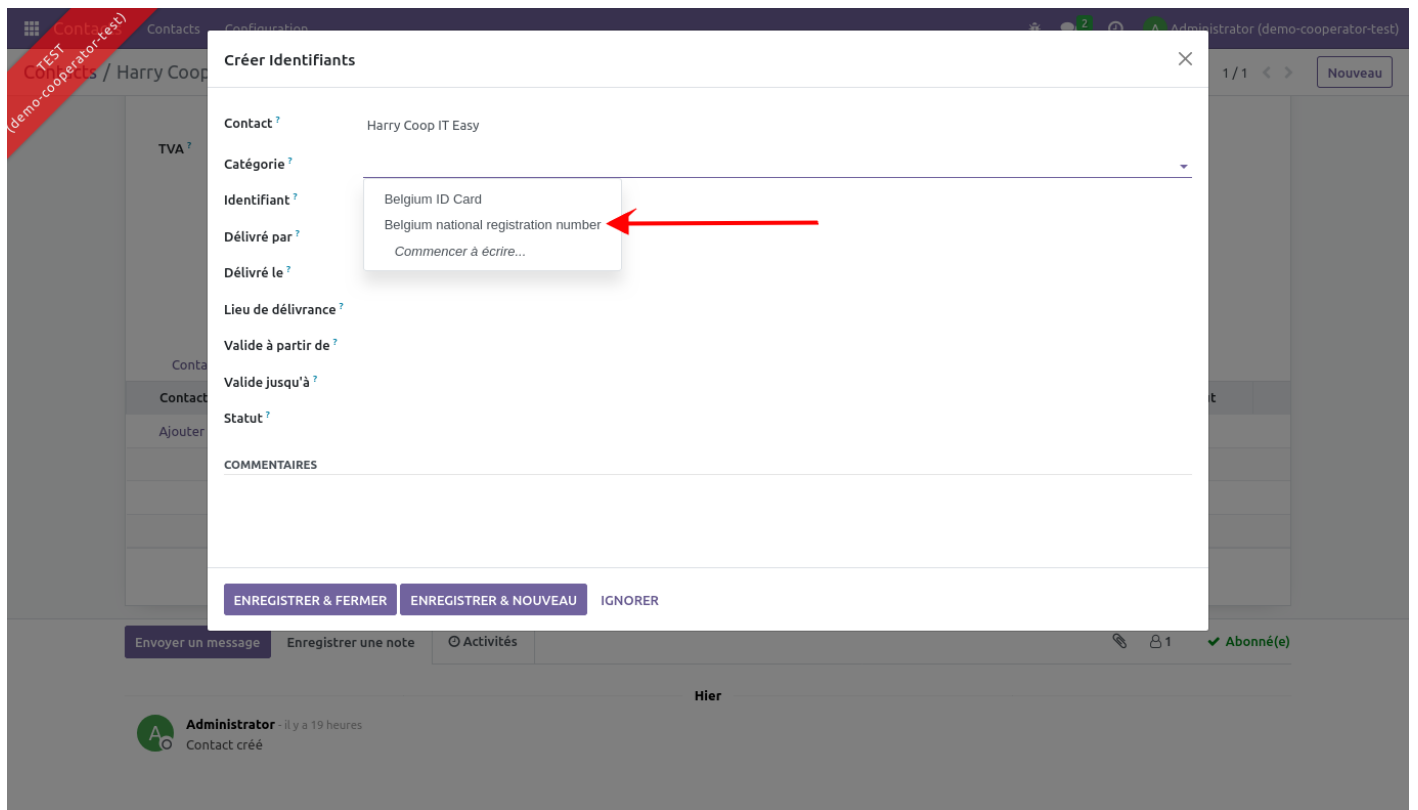 Contacts Contacts Configuration 2 A Administrator (demo-cooperator-test)
TEST
(demo-cooperator-test)
Contacts / Harry Coop 1 / 1 Nouveau
Créer Identifiants
Contact ? Harry Coop IT Easy
TVA ?
Catégorie ?
Identifiant ? Belgium ID Card
Belgium national registration number
Délivré par ?
Commencer à écrire...
Délivré le ?
Lieu de délivrance ?
Valide à partir de ?
Conta
Valide jusqu'à ?
Contact t
Statut ?
Ajouter
COMMENTAIRES
ENREGISTRER & FERMER ENREGISTRER & NOUVEAU IGNORER
Envoyer un message Enregistrer une note Activités 1 Abonné(e)
Hier
A Administrator - il y a 19 heures
Contact créé